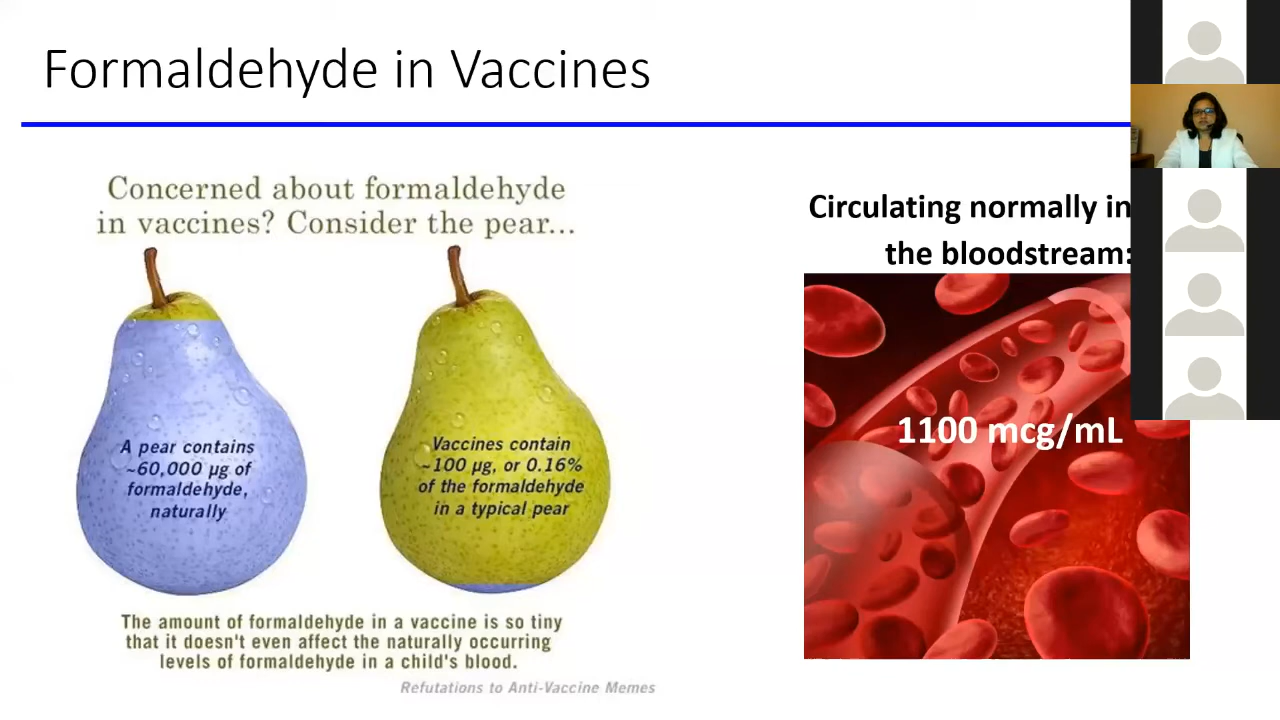 Formaldehyde in Vaccines
Concerned about formaldehyde
in vaccines? Consider the pear...
A pear contains
~60,000 µg of
formaldehyde,
naturally
Vaccines contain
~100 µg, or 0.16%
of the formaldehyde
in a typical pear
The amount of formaldehyde in a vaccine is so tiny
that it doesn't even affect the naturally occurring
levels of formaldehyde in a child's blood.
Refutations to Anti-Vaccine Memes
Circulating normally in
the bloodstream:
1100 mcg/mL